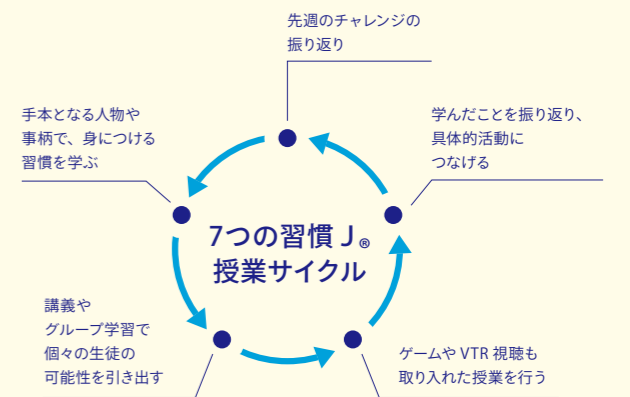 先週のチャレンジの
振り返り
手本となる人物や
事柄で、身につける
習慣を学ぶ
学んだことを振り返り、
具体的活動に
つなげる
7つの習慣 J®
授業サイクル
講義や
グループ学習で
個々の生徒の
可能性を引き出す
ゲームや VTR 視聴も
取り入れた授業を行う